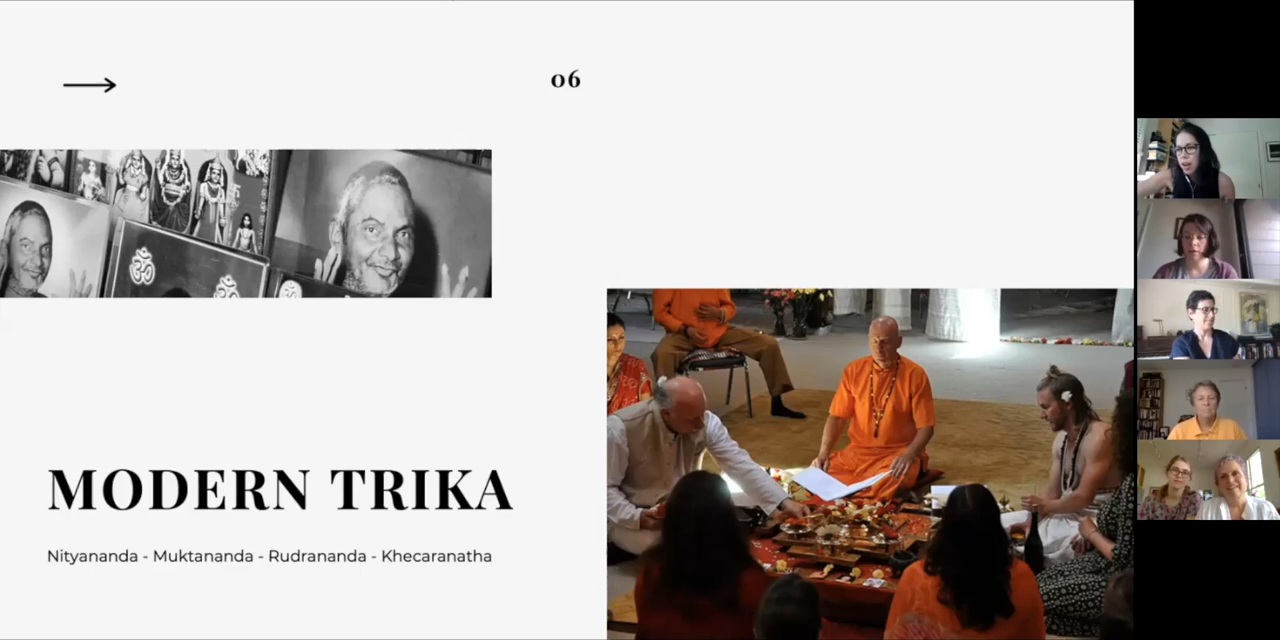 06
ॐ
ॐ
MODERN TRIKA
Nityananda - Muktananda - Rudrananda - Khecaranatha